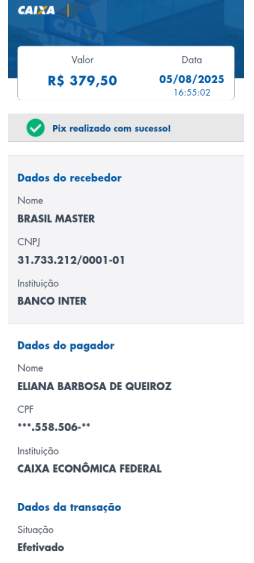 CAIXA
Valor
R$ 379,50
Data
05/08/2025
16:55:02
Pix realizado com sucesso!
Dados do recebedor
Nome
BRASIL MASTER
CNPJ
31.733.212/0001-01
Instituição
BANCO INTER
Dados do pagador
Nome
ELIANA BARBOSA DE QUEIROZ
CPF
***.558.506-**
Instituição
CAIXA ECONÔMICA FEDERAL
Dados da transação
Situação
Efetivado